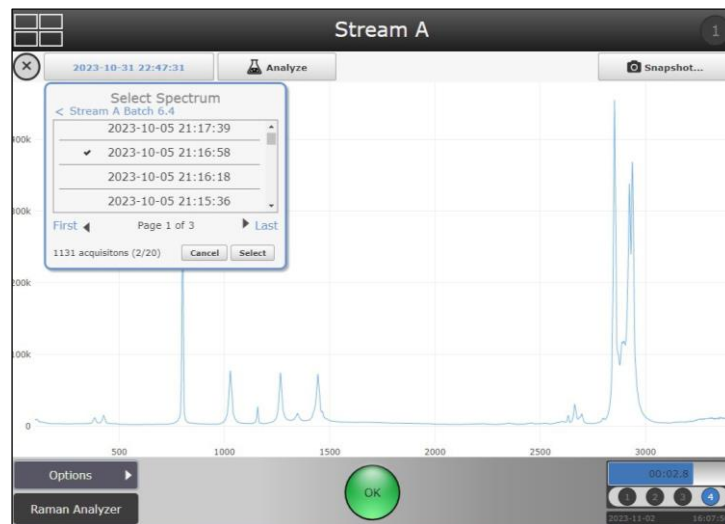 Stream A
1
2023-10-31 22:47:31
Analyze
Snapshot...
Select Spectrum
< Stream A Batch 6.4
2023-10-05 21:17:39
2023-10-05 21:16:58
2023-10-05 21:16:18
2023-10-05 21:15:36
First
Page 1 of 3
Last
1131 acquisitons (2/20)
Cancel
Select
400k
300k
200k
100k
0
500
1000
1500
2000
2500
3000
Options
Raman Analyzer
OK
00:02.8
1
2
3
4
2023-11-02